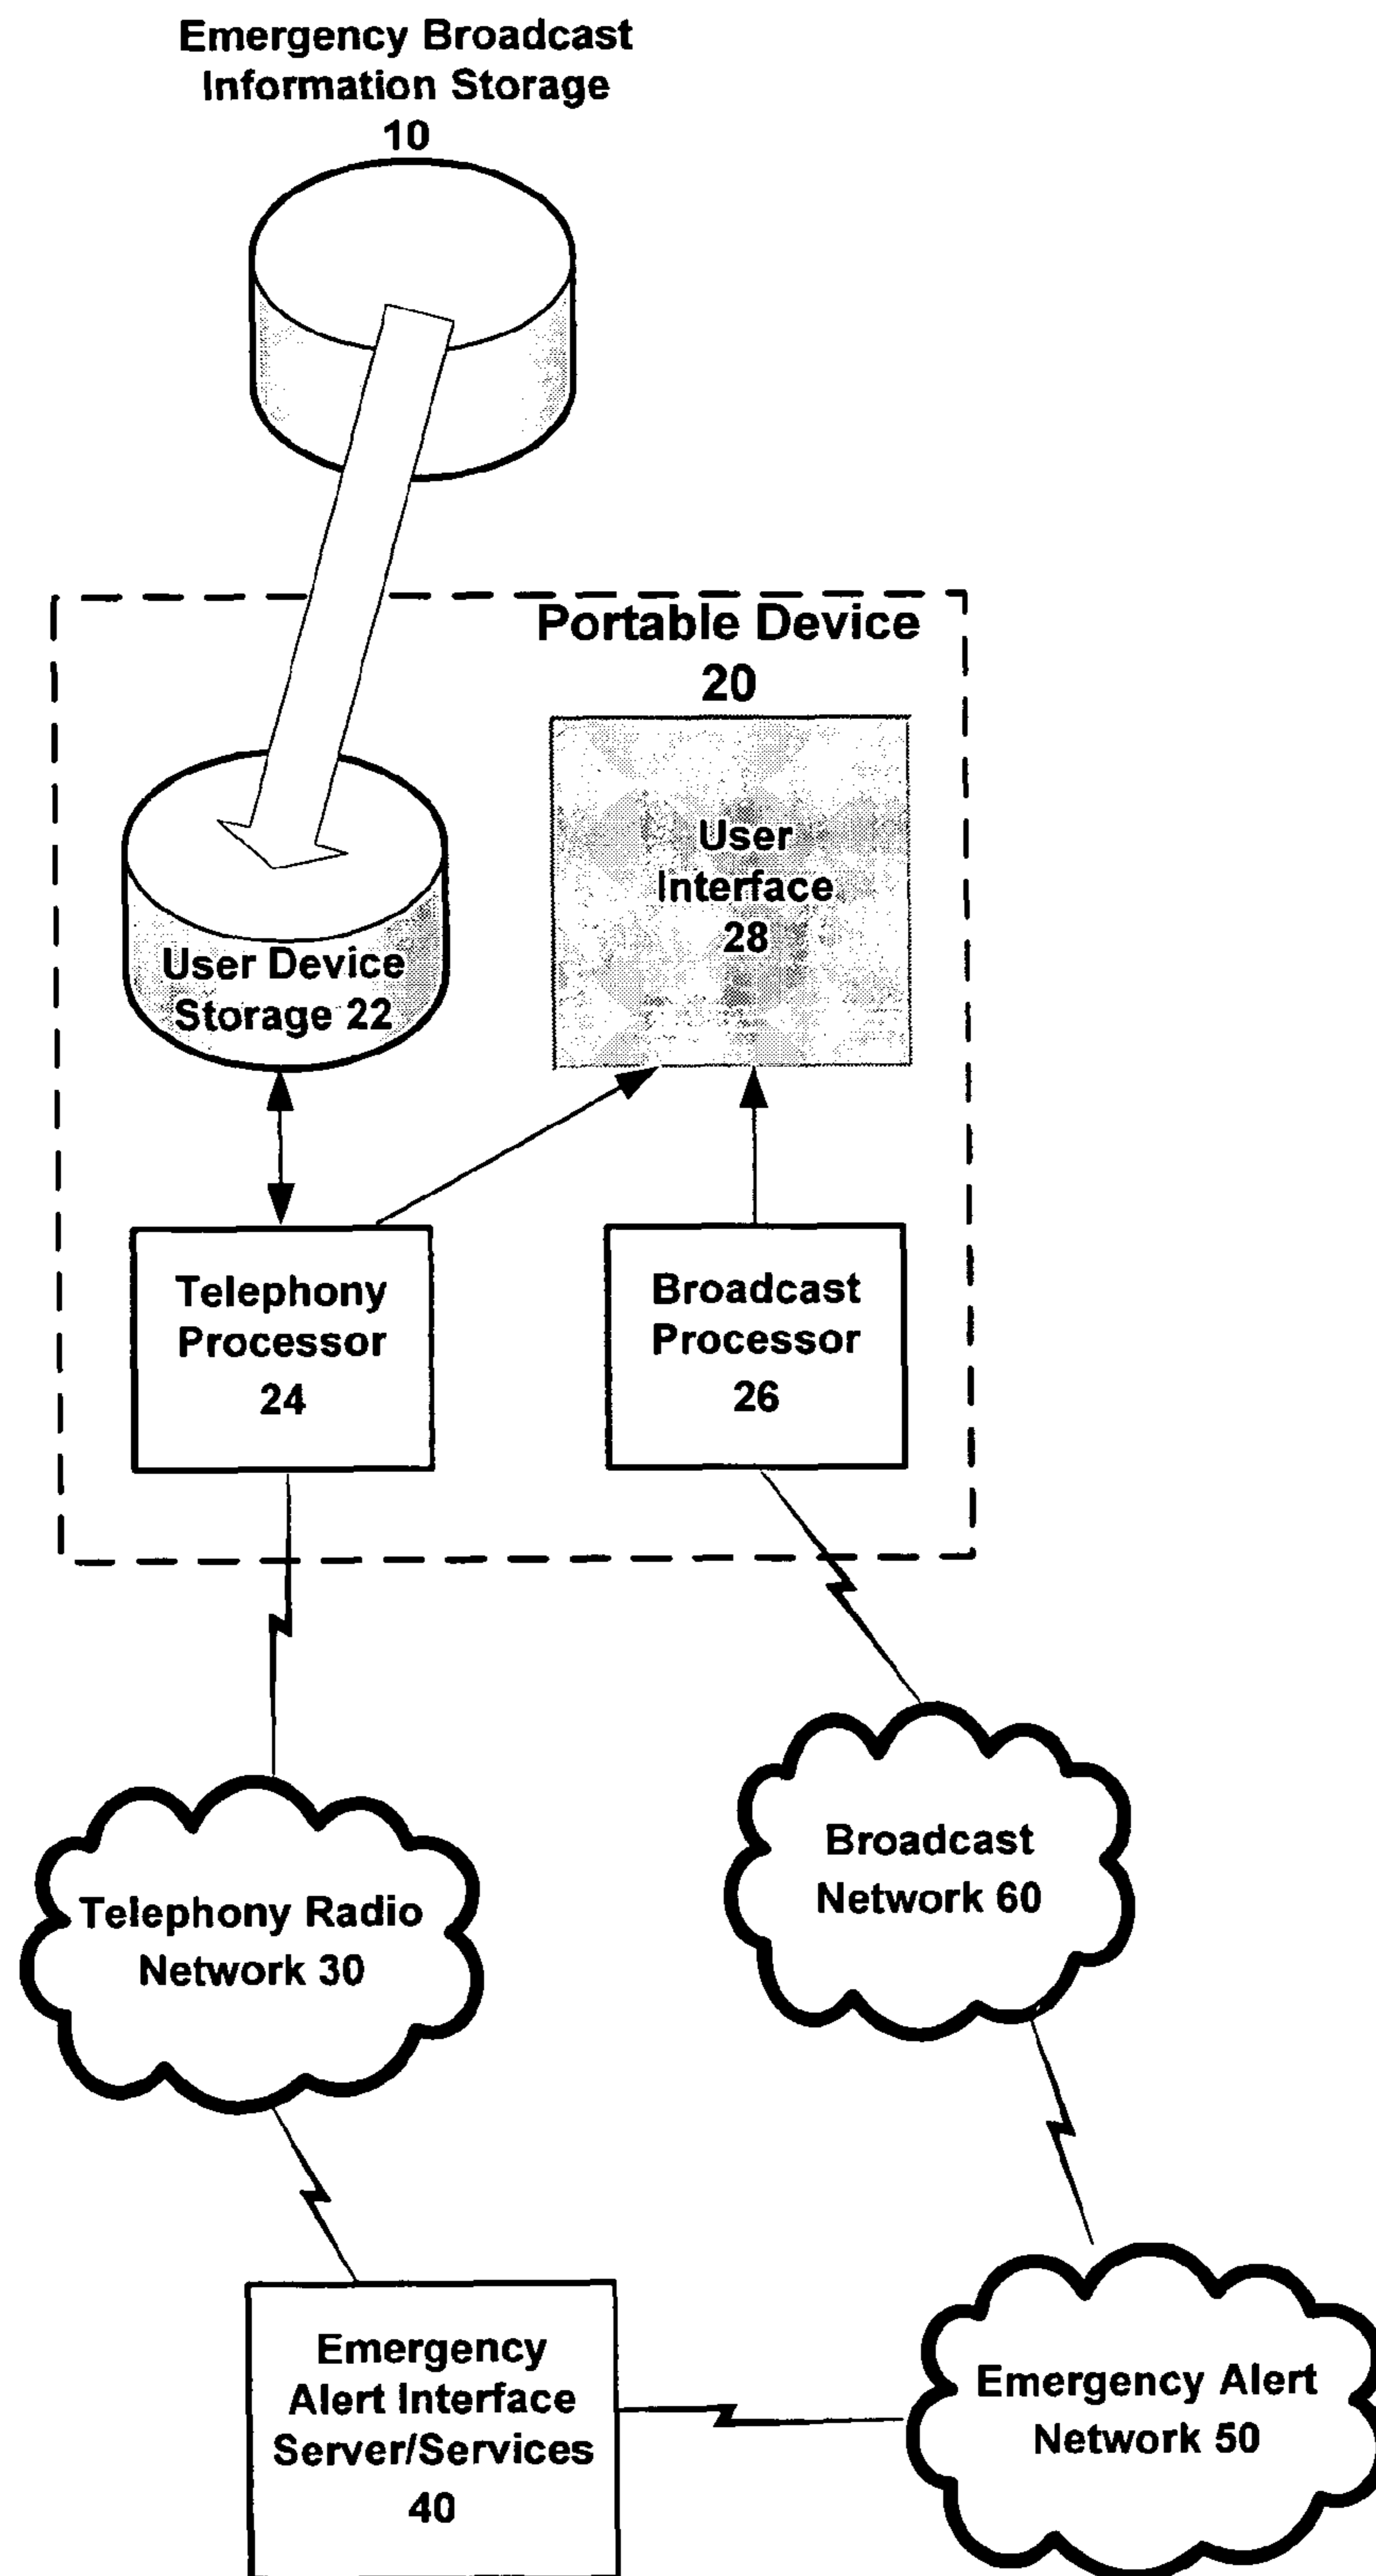 Emergency Broadcast
Information Storage
10
Portable Device
20
User
Interface
28
User Device
Storage 22
Telephony
Processor
24
Broadcast
Processor
26
Broadcast
Network 60
Telephony Radio
Network 30
Emergency
Alert Interface
Server/Services
40
Emergency Alert
Network 50